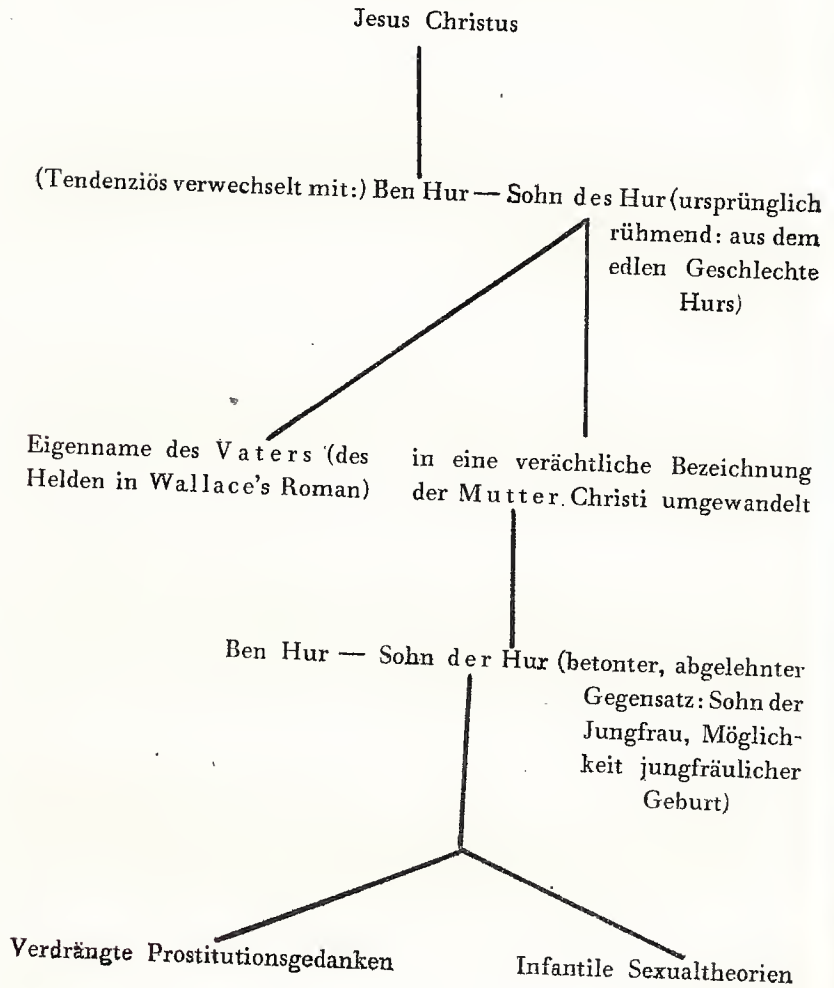 Jesus Christus
(Tendenziös verwechselt mit:) Ben Hur — Sohn des Hur (ursprünglich
rühmend: aus dem
edlen Geschlechte
Hurs)
Eigenname des Vaters (des
Helden in Wallace's Roman)
in eine verächtliche Bezeichnung
der Mutter Christi umgewandelt
Ben Hur — Sohn der Hur (betonter, abgelehnter
Gegensatz: Sohn der
Jungfrau, Möglich-
keit jungfräulicher
Geburt)
Verdrängte Prostitutionsgedanken
Infantile Sexualtheorien